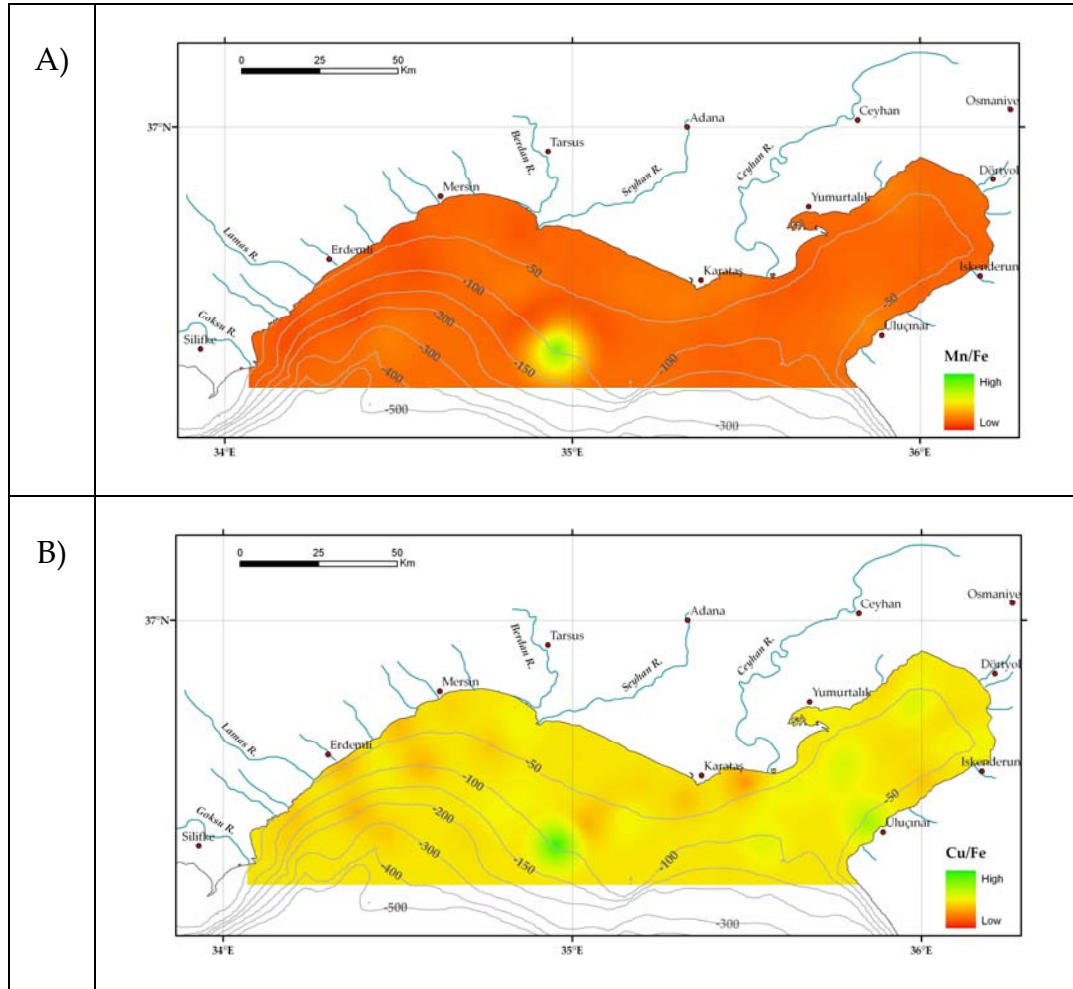 A)
0 25 50
Km
Osmaniye
Ceyhan
37°N
Adana
Tarsus
Berdan R.
Seyhan R.
Ceyhan R.
Dörtyol
Mersin
Yumurtalık
Lamas R.
Erdemli
Karataş
Iskenderun
Goksu R.
Silifke
Uluçınar
-50
-100
-200
-300
-400
-500
-150
-100
-50
-300
Mn/Fe
High
Low
34°E 35°E 36°E
B)
0 25 50
Km
Osmaniye
Ceyhan
37°N
Adana
Tarsus
Berdan R.
Seyhan R.
Ceyhan R.
Dörtyol
Mersin
Yumurtalık
Lamas R.
Erdemli
Karataş
Iskenderun
Goksu R.
Silifke
Uluçınar
-50
-100
-200
-300
-400
-500
-150
-100
-50
-300
Cu/Fe
High
Low
34°E 35°E 36°E